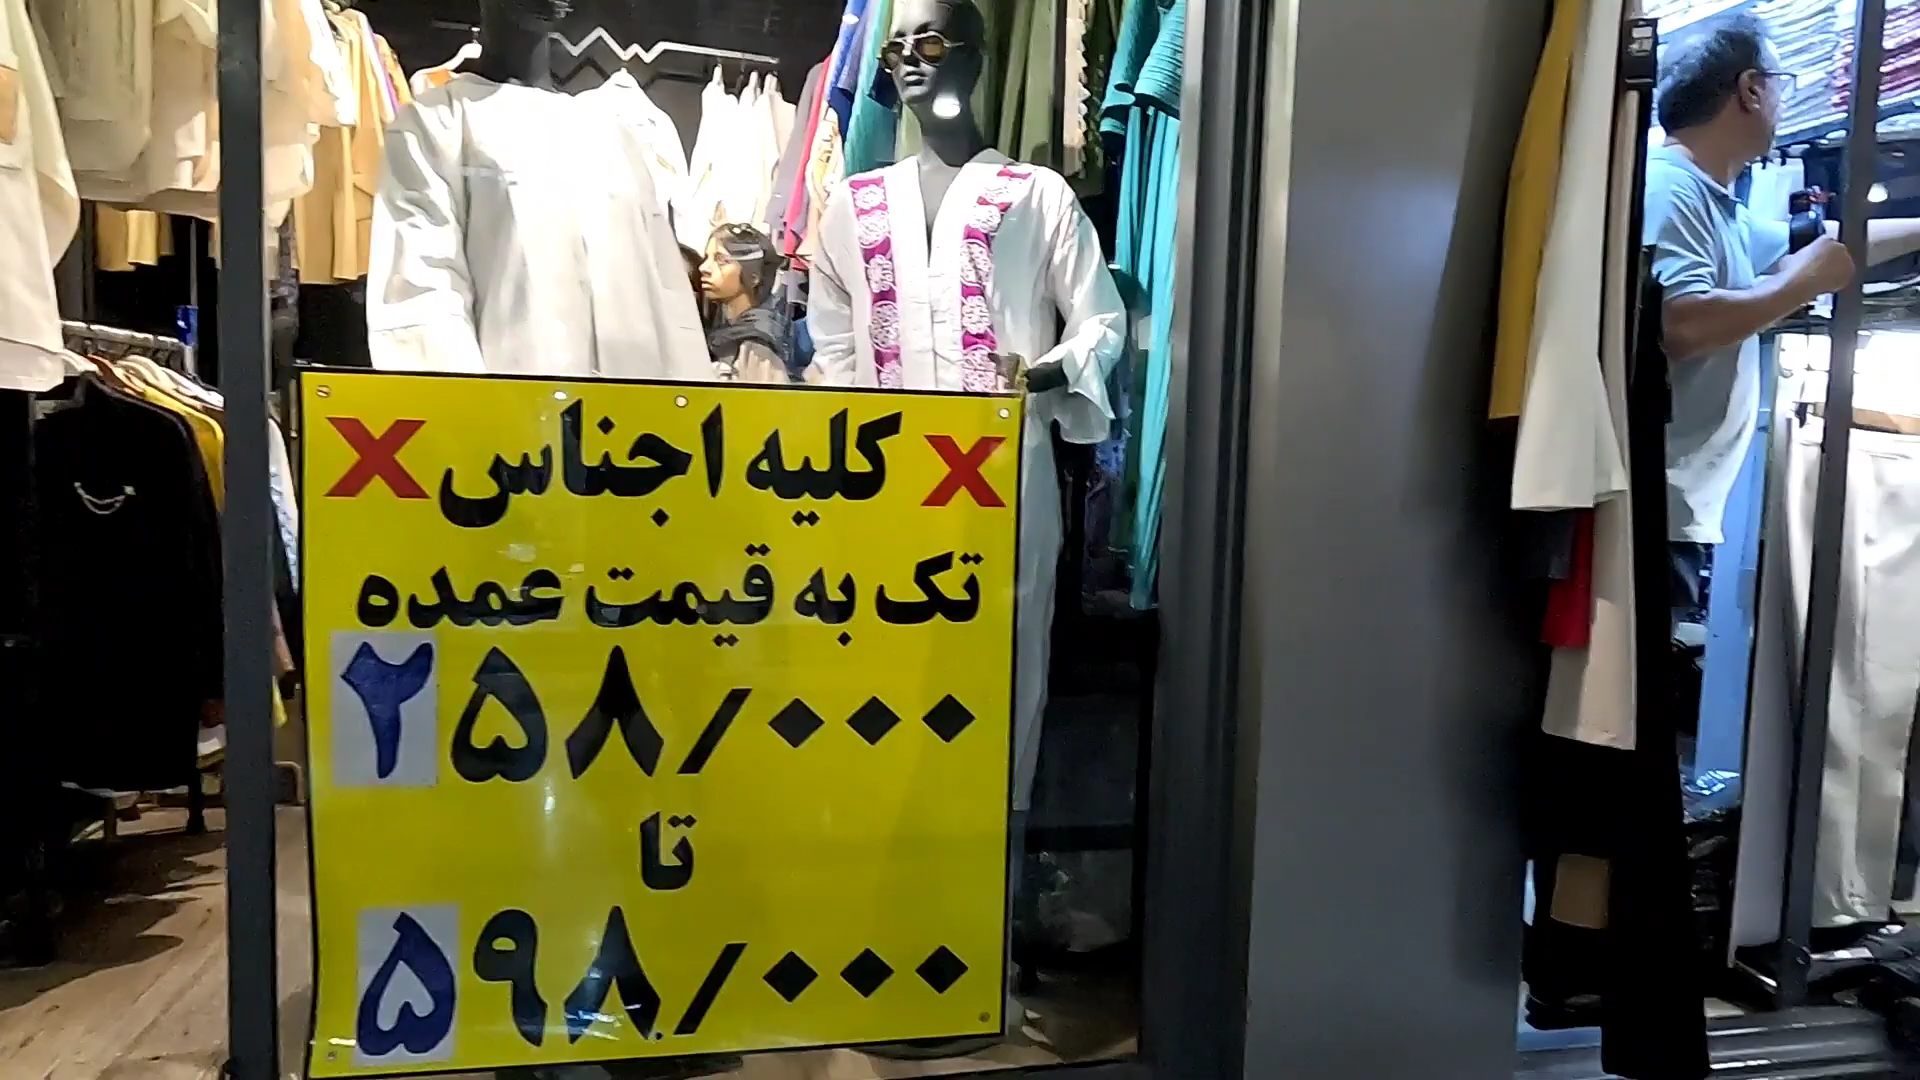 x کلیه اجناس x
تک به قیمت عمده
۲۵۸/۰۰۰
تا
۵۹۸/۰۰۰